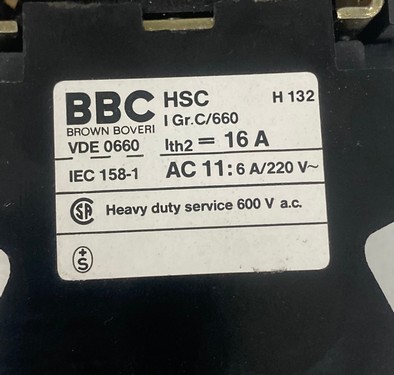 BBC HSC H 132
BROWN BOVERI I Gr.C/660
VDE 0660 Ith2 = 16 A
IEC 158-1 AC 11: 6 A/220 V~
CSA Heavy duty service 600 V a.c.
+S